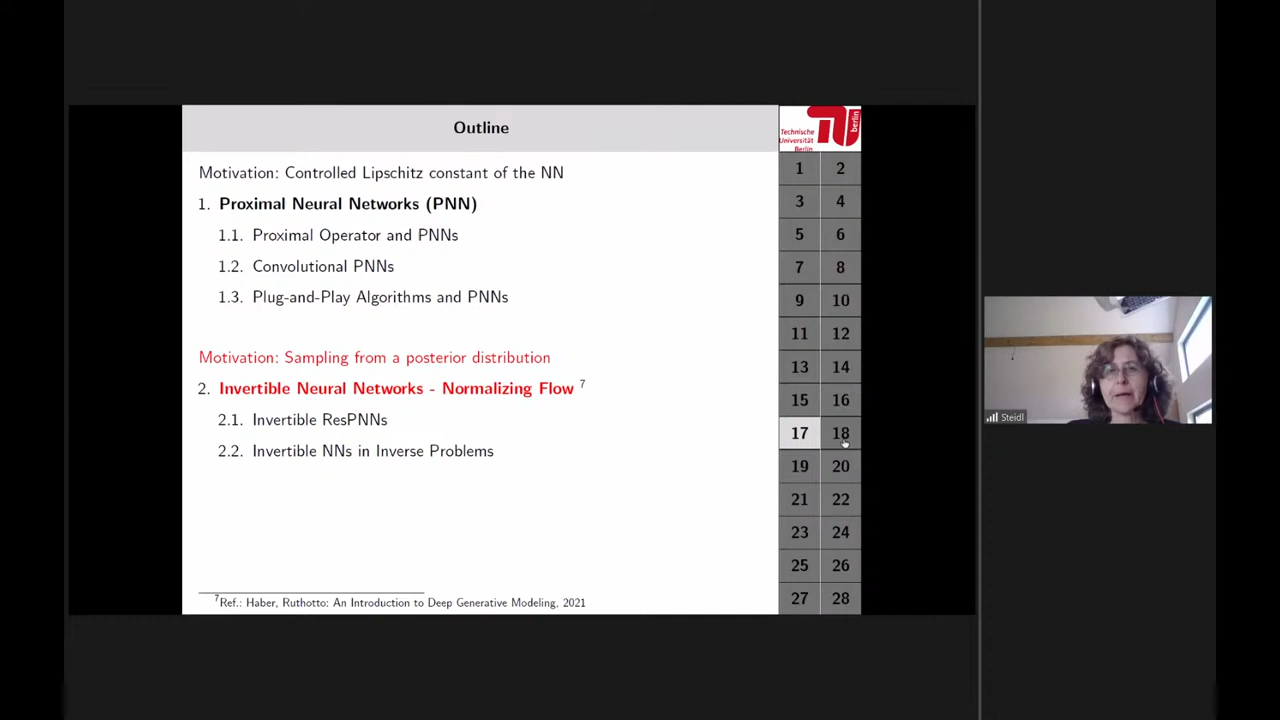 Outline
Motivation: Controlled Lipschitz constant of the NN
1. Proximal Neural Networks (PNN)
1.1. Proximal Operator and PNNs
1.2. Convolutional PNNs
1.3. Plug-and-Play Algorithms and PNNs
Motivation: Sampling from a posterior distribution
2. Invertible Neural Networks - Normalizing Flow 7
2.1. Invertible ResPNNs
2.2. Invertible NNs in Inverse Problems
7Ref.: Haber, Ruthotto: An Introduction to Deep Generative Modeling, 2021
Technische
Universität
Berlin
berlin
1 2
3 4
5 6
7 8
9 10
11 12
13 14
15 16
17 18
19 20
21 22
23 24
25 26
27 28
Steidl